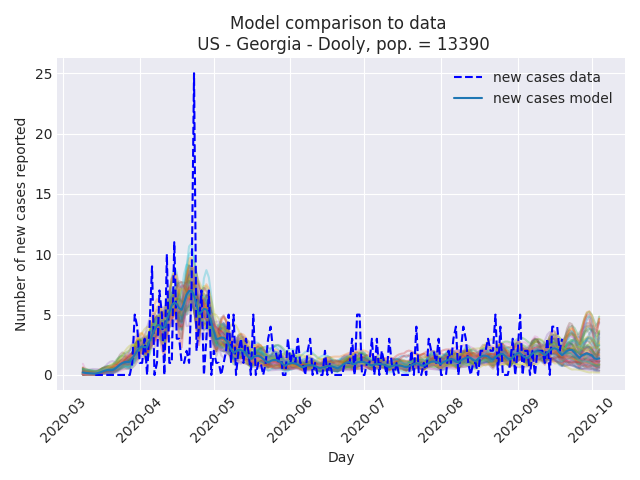 Model comparison to data
US - Georgia - Dooly, pop. = 13390
new cases data
new cases model
Number of new cases reported
25
20
15
10
5
0
2020-03
2020-04
2020-05
2020-06
2020-07
2020-08
2020-09
2020-10
Day